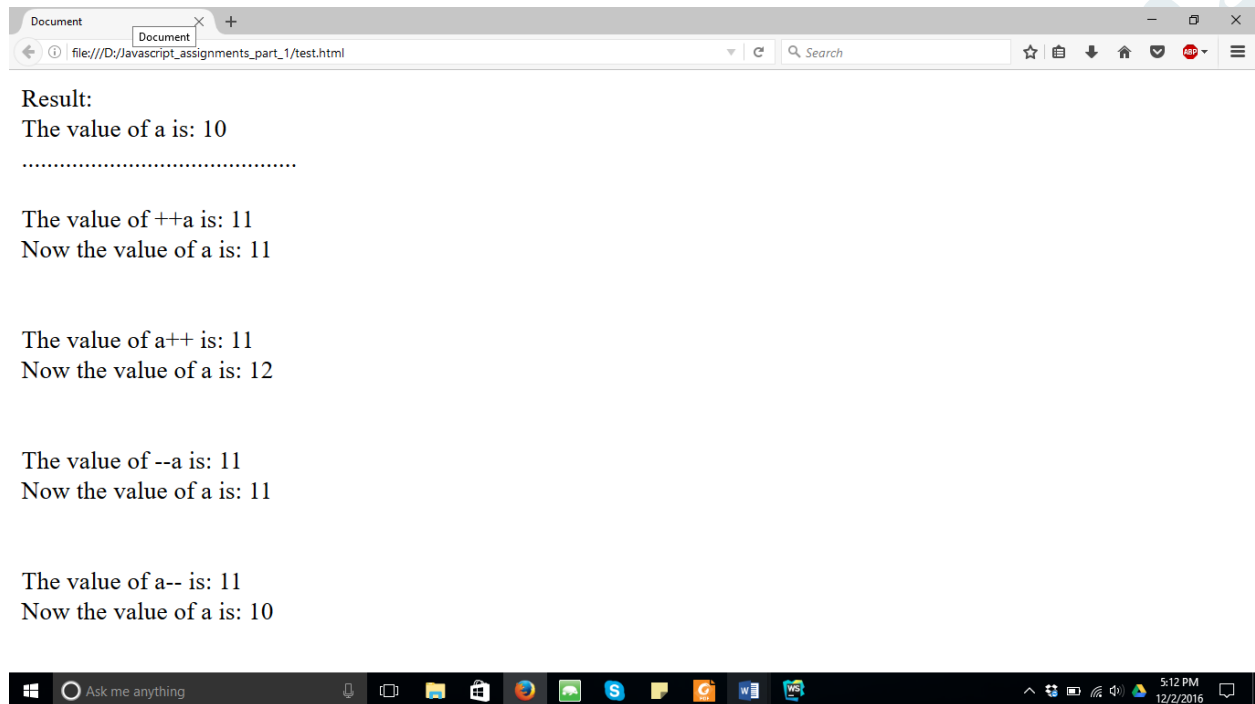 Document
Document
file:///D:/Javascript_assignments_part_1/test.html
Search
ABP
Result:
The value of a is: 10
............................................
The value of ++a is: 11
Now the value of a is: 11
The value of a++ is: 11
Now the value of a is: 12
The value of --a is: 11
Now the value of a is: 11
The value of a-- is: 11
Now the value of a is: 10
Ask me anything
5:12 PM
12/2/2016